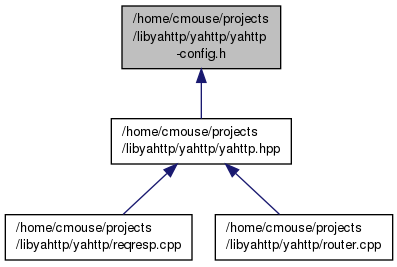 /home/cmouse/projects
/libyahttp/yahttp/yahttp
-config.h
/home/cmouse/projects
/libyahttp/yahttp/yahttp.hpp
/home/cmouse/projects
/libyahttp/yahttp/reqresp.cpp
/home/cmouse/projects
/libyahttp/yahttp/router.cpp